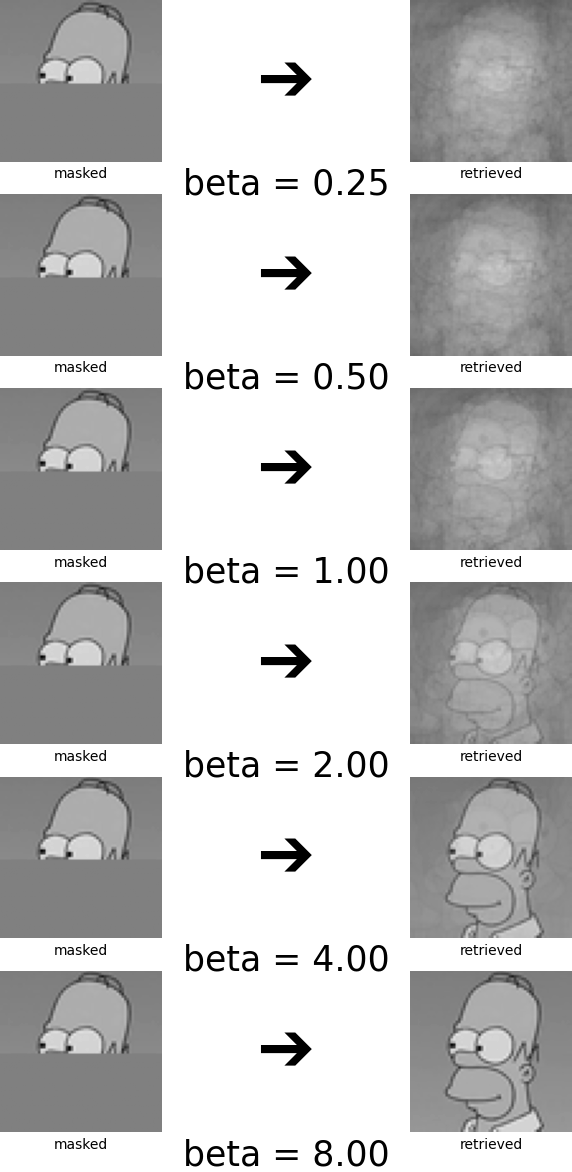 masked
retrieved
beta = 0.25
masked
retrieved
beta = 0.50
masked
retrieved
beta = 1.00
masked
retrieved
beta = 2.00
masked
retrieved
beta = 4.00
masked
retrieved
beta = 8.00